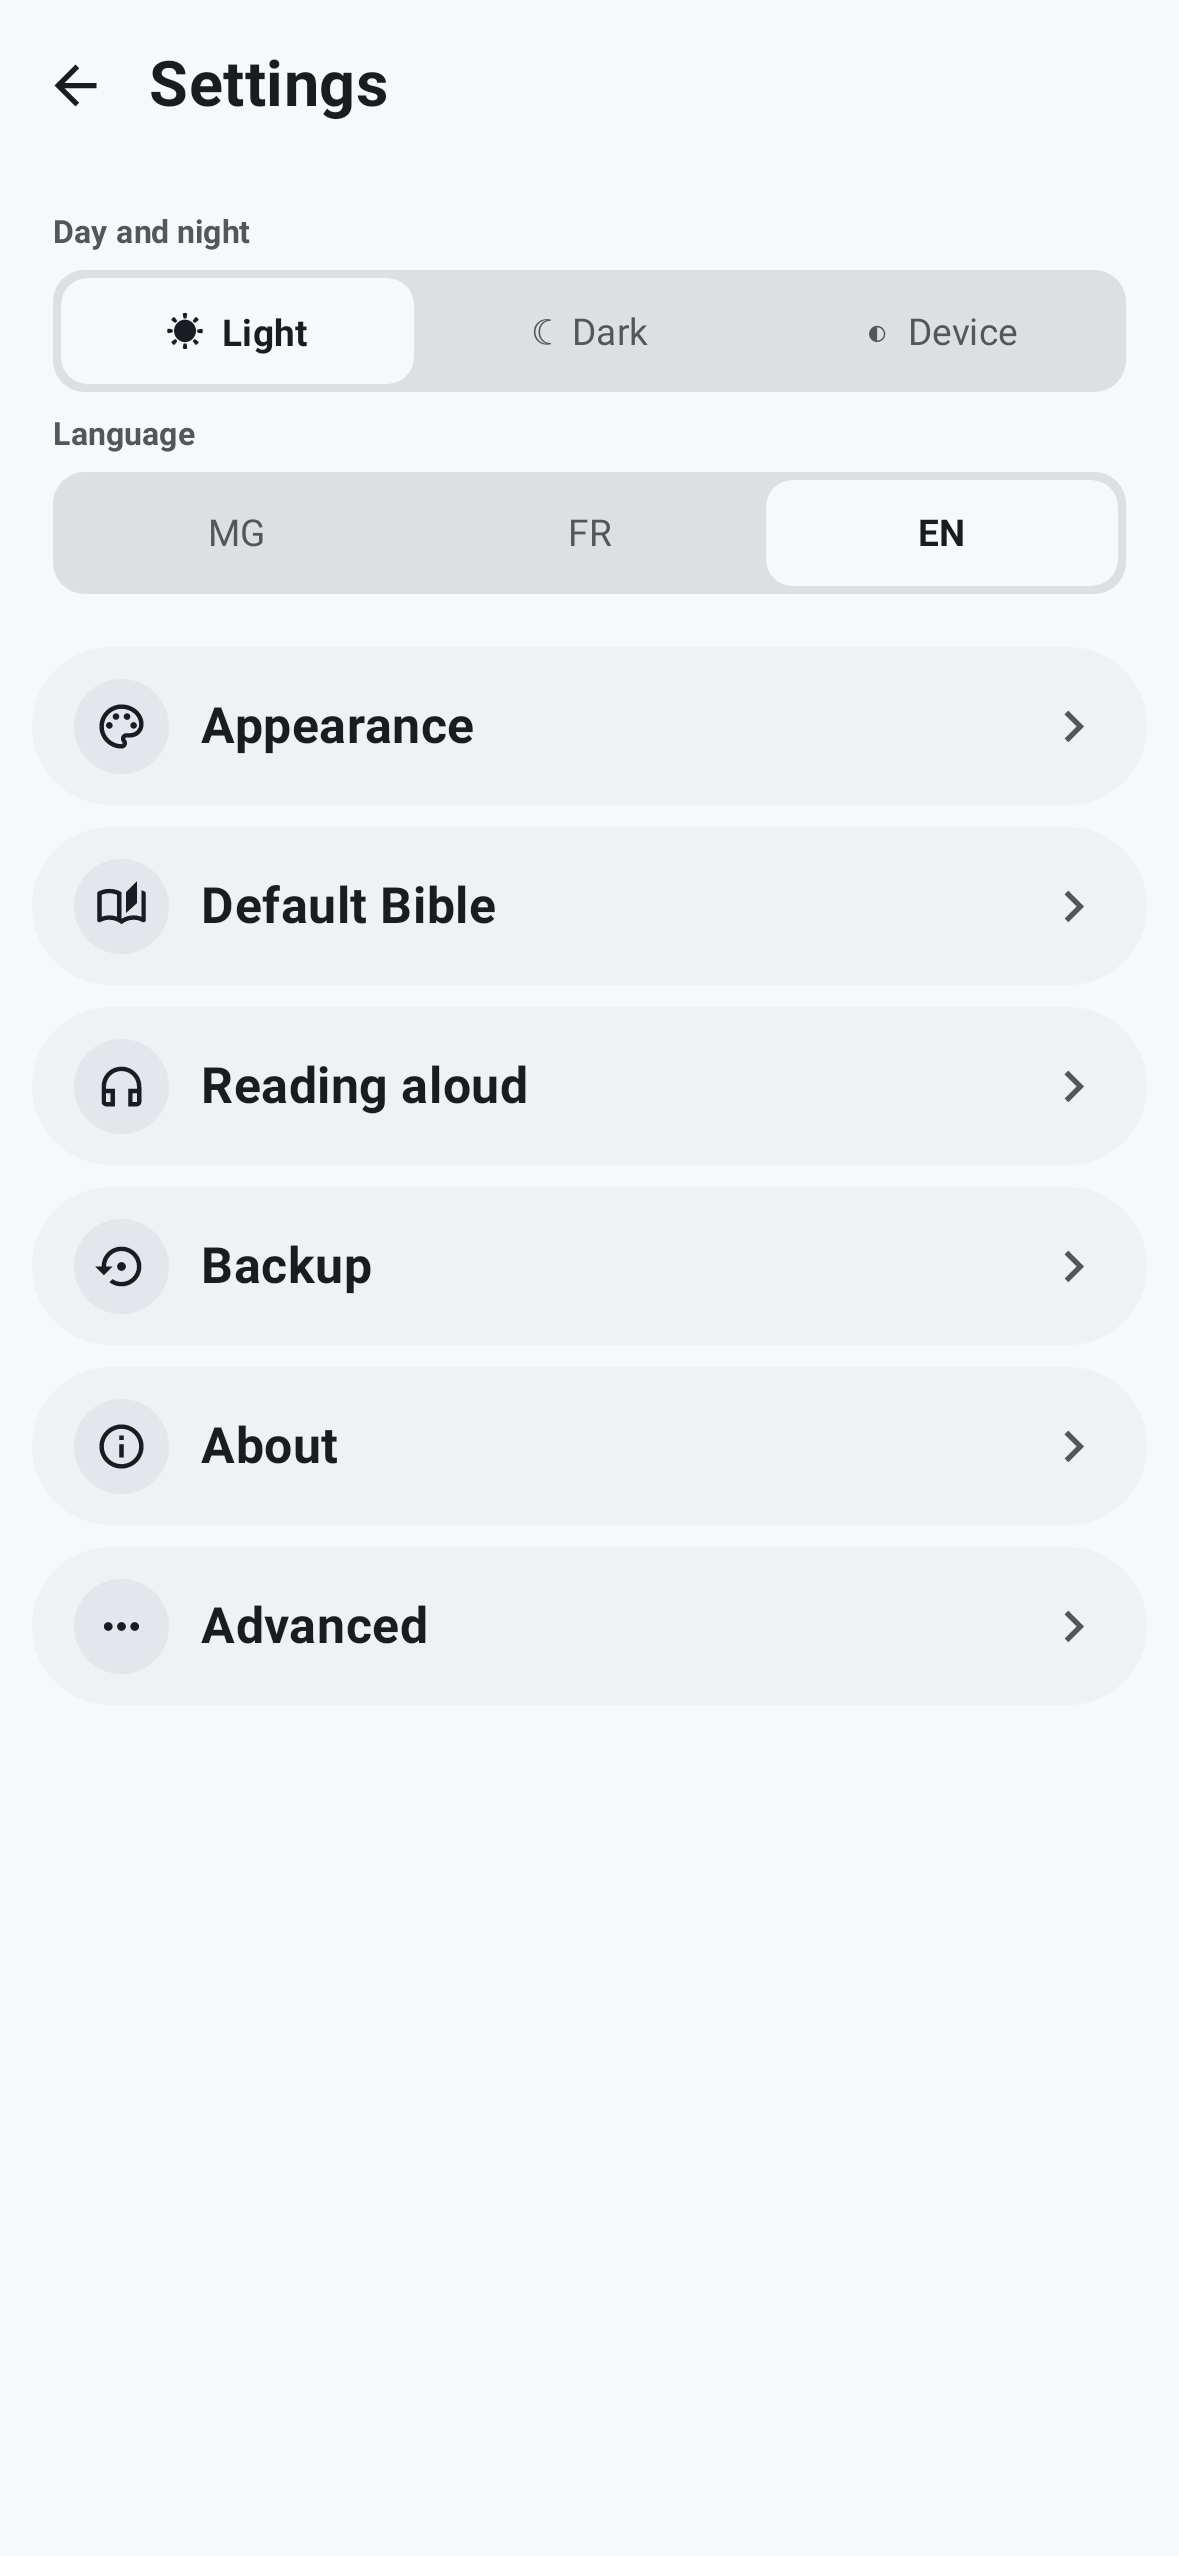 Settings
Day and night
Light
Dark
Device
Language
MG
FR
EN
Appearance
Default Bible
Reading aloud
Backup
About
Advanced